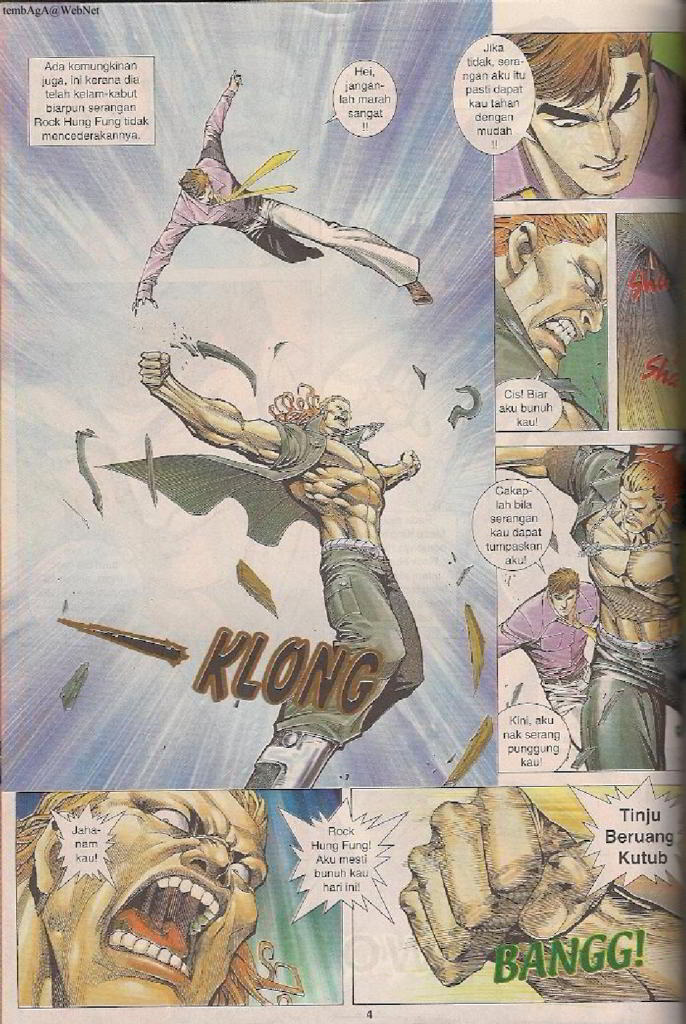 tembAgA@WebNet
Ada kemungkinan
juga, ini kerana dia
telah kelam-kabut
biarpun serangan
Rock Hung Fung tidak
mencederakannya.
Hei,
jangan-
lah marah
sangat
!!
Jika
tidak, sera-
ngan aku itu
pasti dapat
kau tahan
dengan
mudah
!!
Cis! Biar
aku bunuh
kau!
Sha
Sha
Cakap-
lah bila
serangan
kau dapat
tumpaskan
aku!
KLONG
Kini, aku
nak serang
punggung
kau!
Jaha-
nam
kau!
Rock
Hung Fung!
Aku mesti
bunuh kau
hari ini!
Tinju
Beruang
Kutub
BANGG!
4